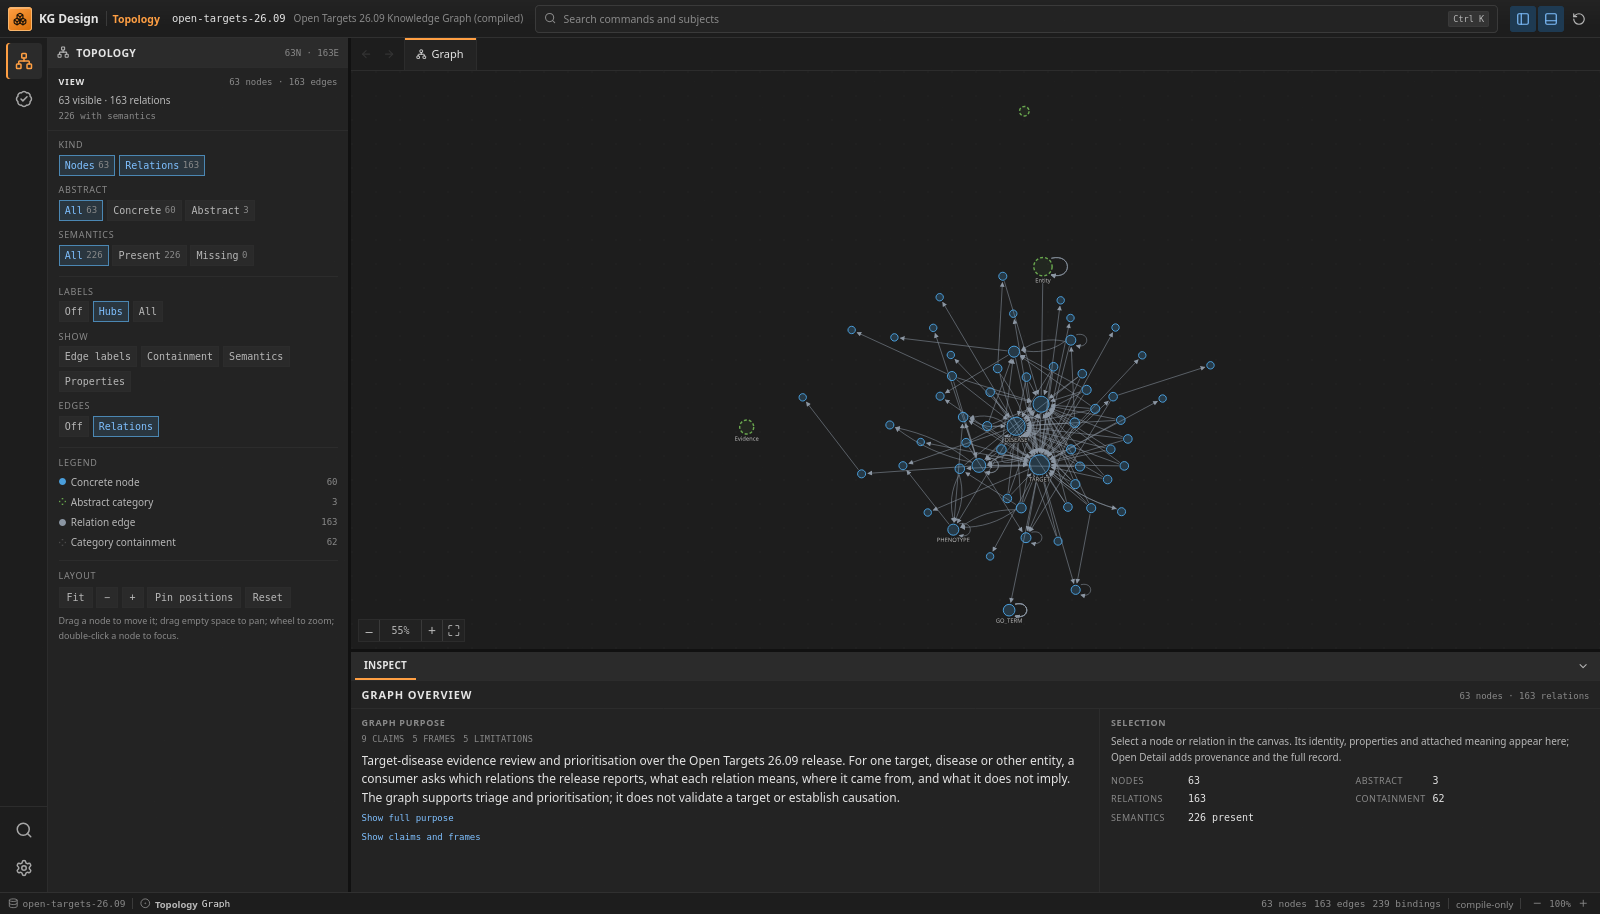 KG Design Topology open-targets-26.09 Open Targets 26.09 Knowledge Graph (compiled) Search commands and subjects Ctrl K
TOPOLOGY 63N · 163E
VIEW 63 nodes · 163 edges
63 visible · 163 relations
226 with semantics
KIND
Nodes 63 Relations 163
ABSTRACT
All 63 Concrete 60 Abstract 3
SEMANTICS
All 226 Present 226 Missing 0
LABELS
Off Hubs All
SHOW
Edge labels Containment Semantics
Properties
EDGES
Off Relations
LEGEND
Concrete node 60
Abstract category 3
Relation edge 163
Category containment 62
LAYOUT
Fit − + Pin positions Reset
Drag a node to move it; drag empty space to pan; wheel to zoom;
double-click a node to focus.
Graph
Entity
Evidence
DISEASE
TARGET
PHENOTYPE
GO_TERM
− 55% +
INSPECT
GRAPH OVERVIEW 63 nodes · 163 relations
GRAPH PURPOSE
9 CLAIMS 5 FRAMES 5 LIMITATIONS
Target-disease evidence review and prioritisation over the Open Targets 26.09 release. For one target, disease or other entity, a
consumer asks which relations the release reports, what each relation means, where it came from, and what it does not imply.
The graph supports triage and prioritisation; it does not validate a target or establish causation.
Show full purpose
Show claims and frames
SELECTION
Select a node or relation in the canvas. Its identity, properties and attached meaning appear here;
Open Detail adds provenance and the full record.
NODES 63 ABSTRACT 3
RELATIONS 163 CONTAINMENT 62
SEMANTICS 226 present
open-targets-26.09 Topology Graph 63 nodes 163 edges 239 bindings compile-only − 100% +